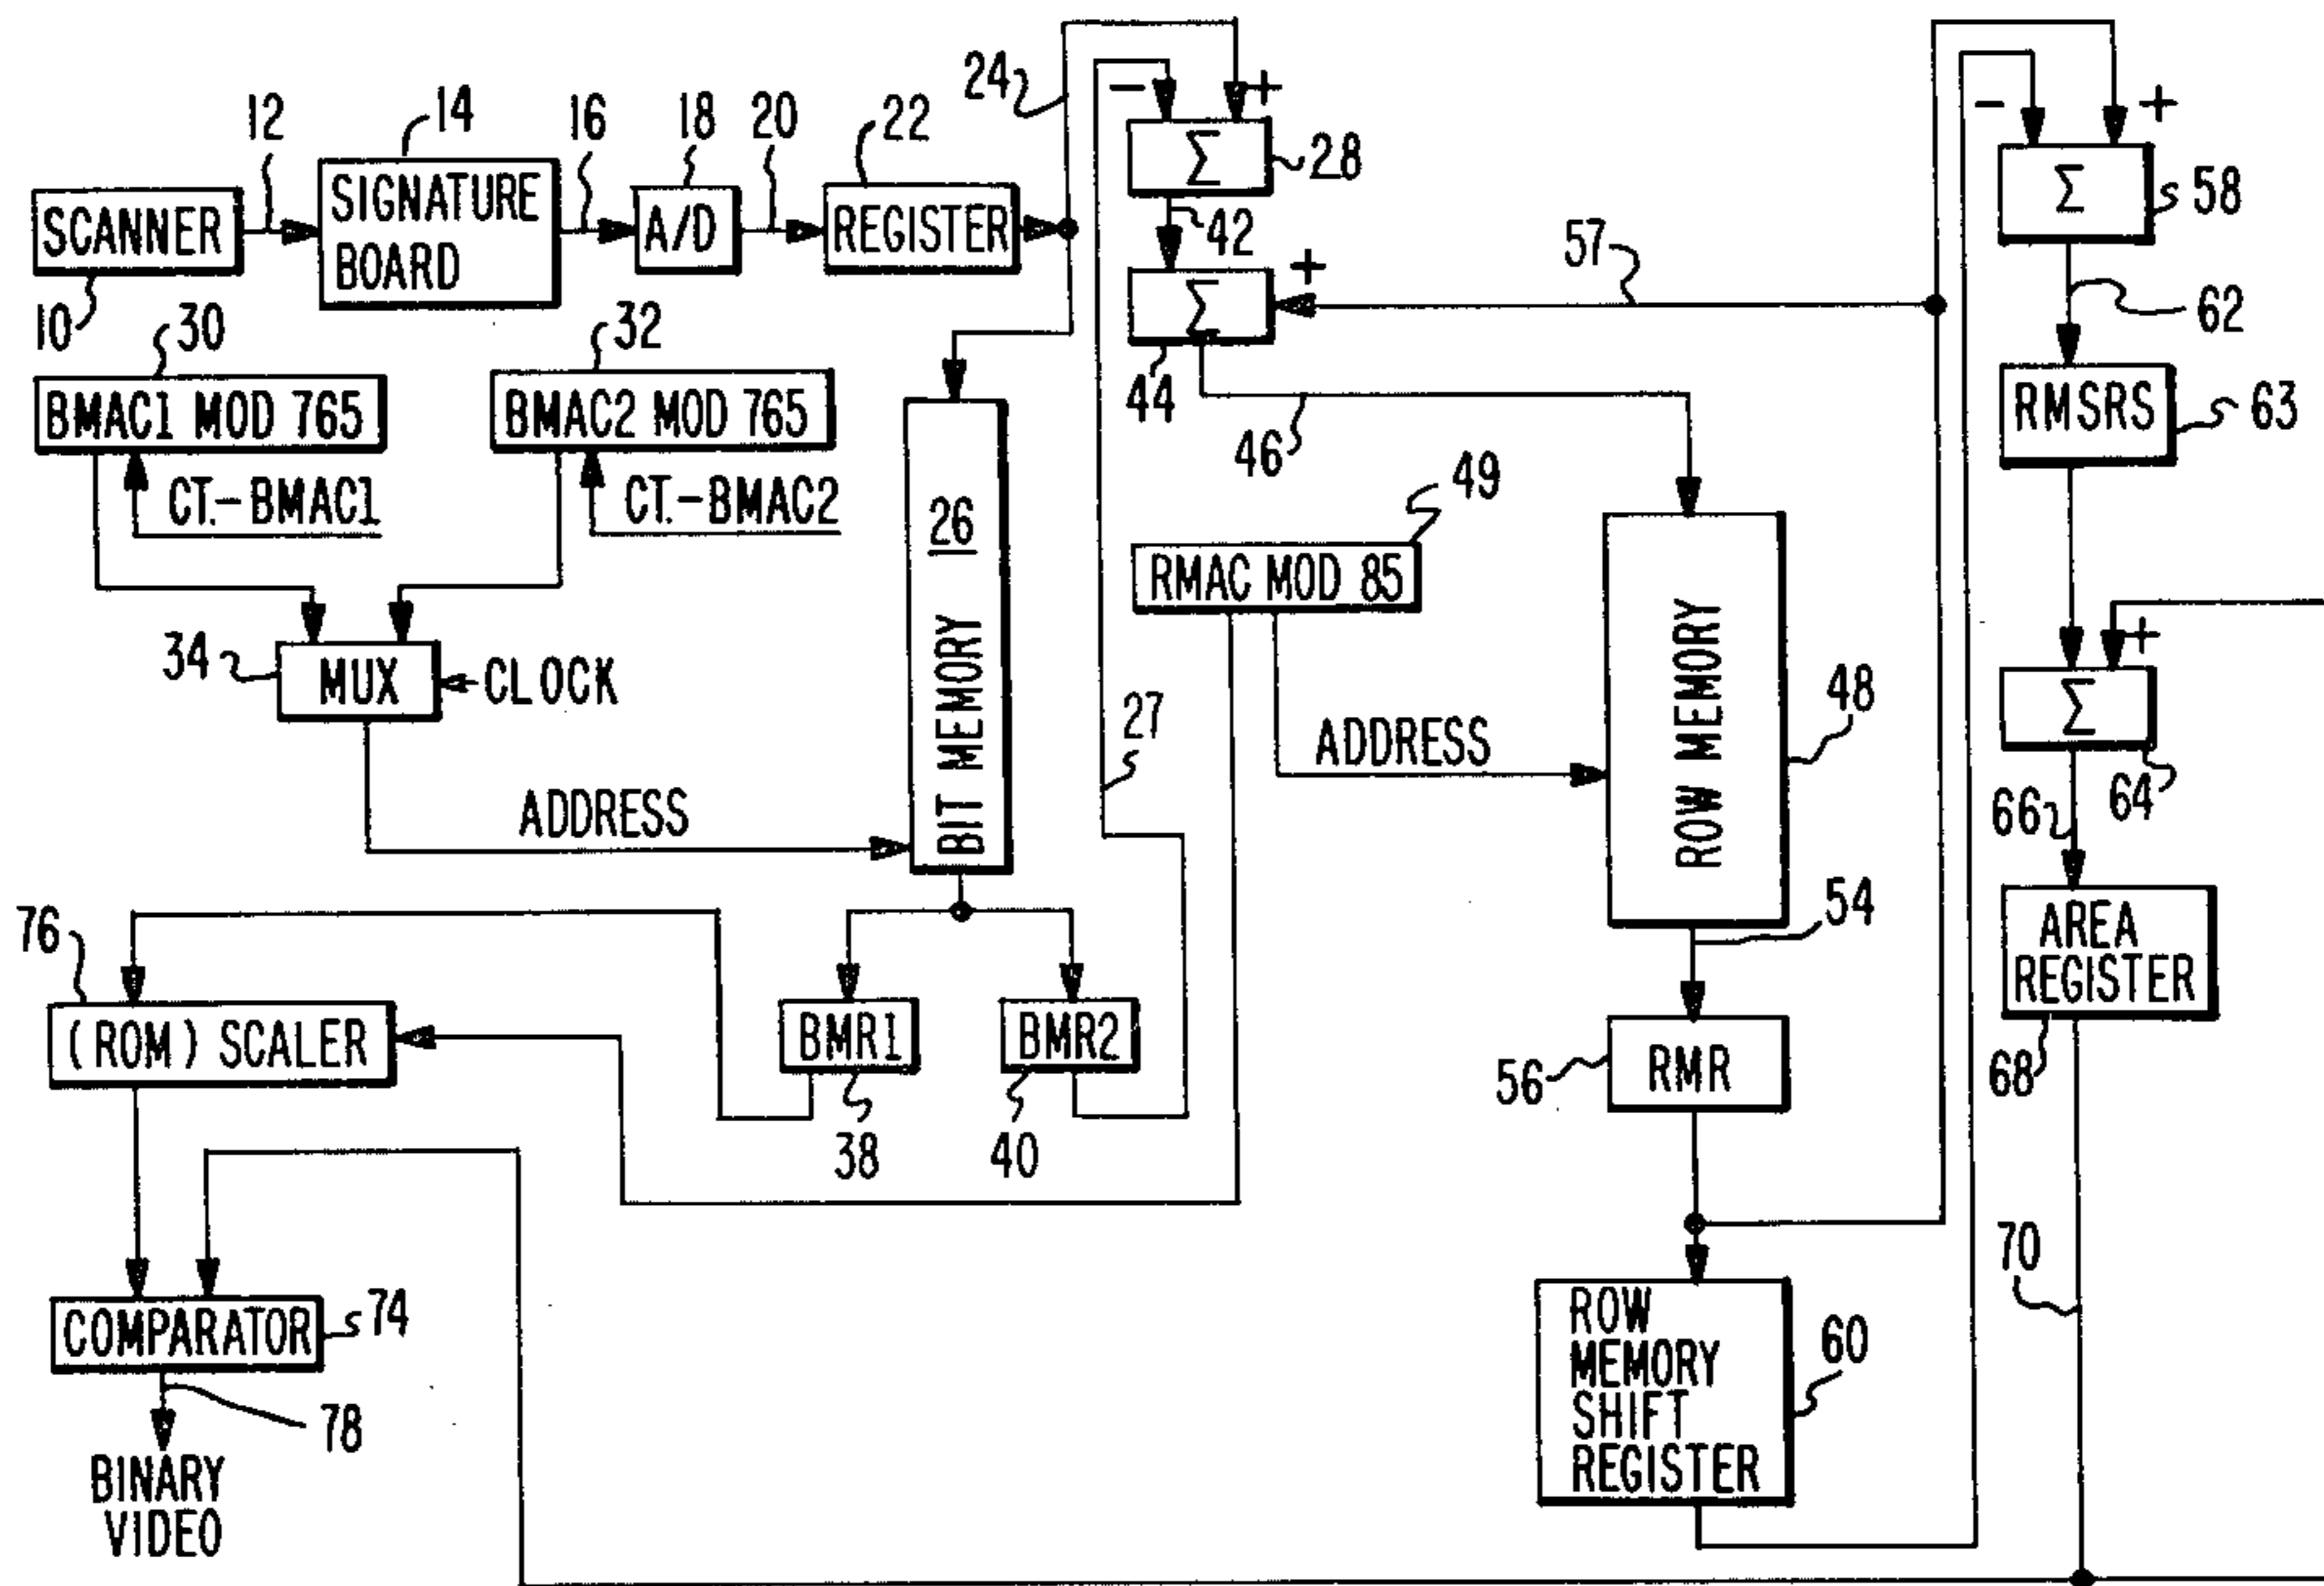 12
14
16
18
20
22
24
- +
Σ
28
- +
Σ
58
SCANNER
SIGNATURE
BOARD
A/D
REGISTER
42
Σ
+
57
62
10
30
32
44
BMAC1 MOD 765
BMAC2 MOD 765
46
RMSRS
63
CT.-BMAC1
CT.-BMAC2
26
BIT MEMORY
49
RMAC MOD 85
ROW MEMORY
34
MUX
CLOCK
27
ADDRESS
48
+
Σ
64
66
ADDRESS
76
54
AREA
REGISTER
68
(ROM) SCALER
BMR1
BMR2
56
RMR
38
40
70
COMPARATOR
74
ROW
MEMORY
SHIFT
REGISTER
60
78
BINARY
VIDEO